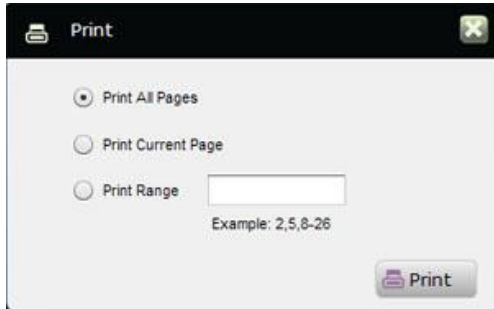 Print
Print All Pages
Print Current Page
Print Range
Example: 2,5,8-26
Print